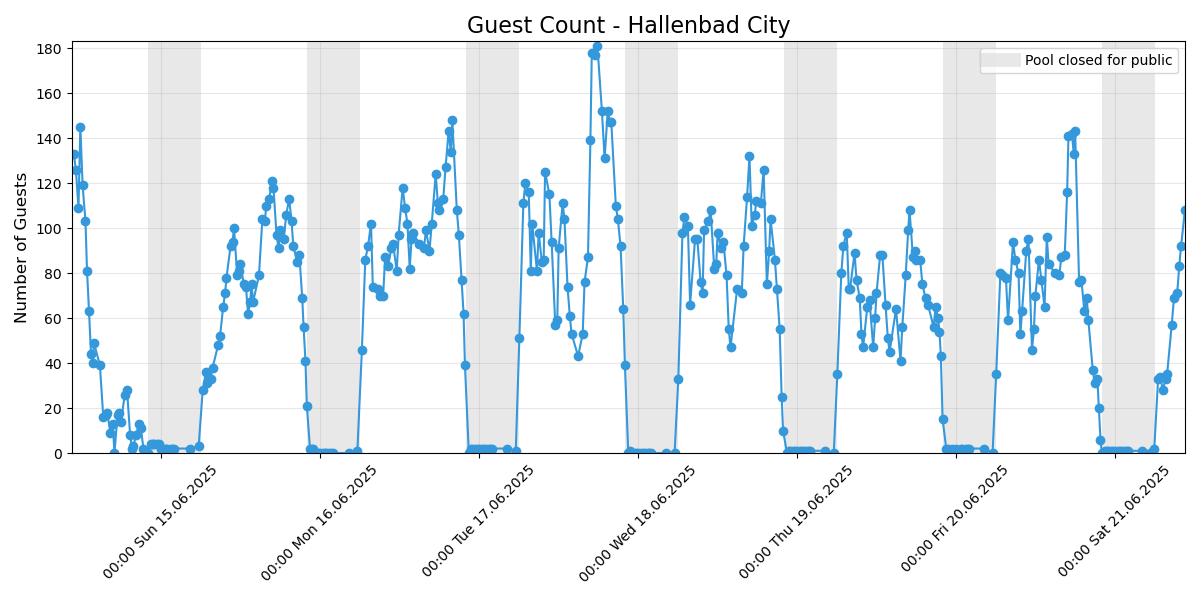 Guest Count - Hallenbad City
Pool closed for public
Number of Guests
180
160
140
120
100
80
60
40
20
0
00:00 Sun 15.06.2025
00:00 Mon 16.06.2025
00:00 Tue 17.06.2025
00:00 Wed 18.06.2025
00:00 Thu 19.06.2025
00:00 Fri 20.06.2025
00:00 Sat 21.06.2025